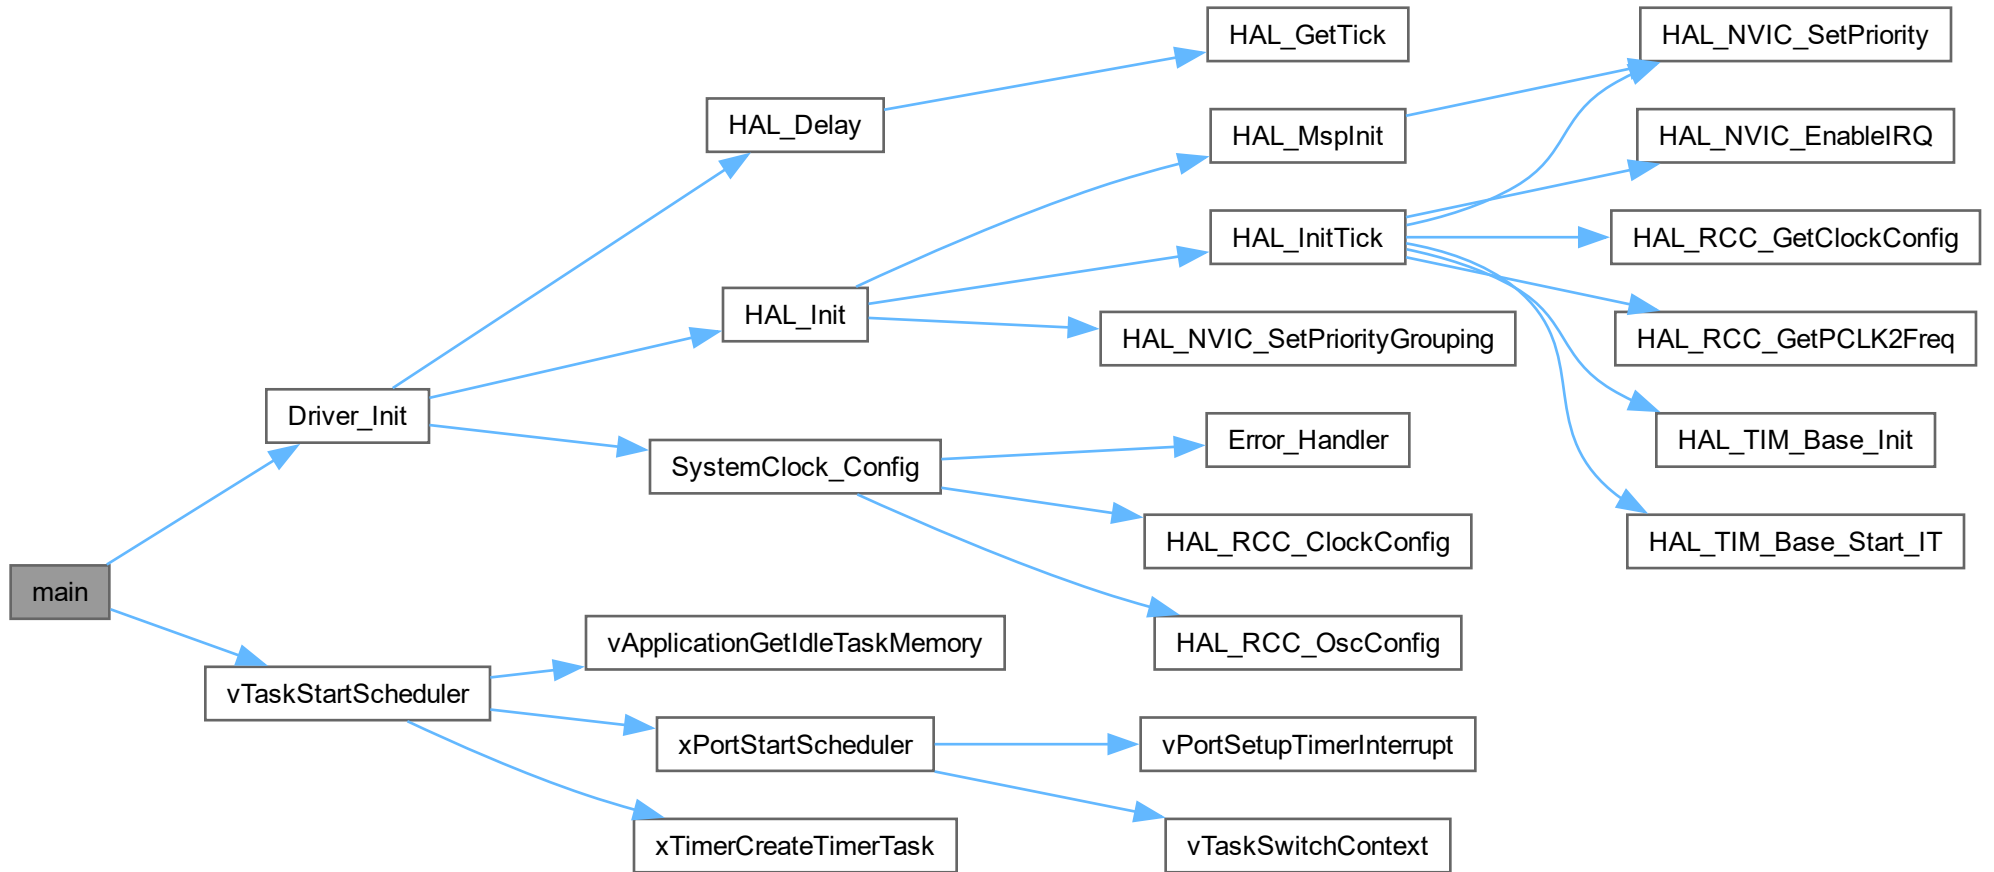 main
Driver_Init
vTaskStartScheduler
HAL_Delay
HAL_Init
SystemClock_Config
vApplicationGetIdleTaskMemory
xPortStartScheduler
xTimerCreateTimerTask
HAL_GetTick
HAL_MspInit
HAL_InitTick
HAL_NVIC_SetPriorityGrouping
Error_Handler
HAL_RCC_ClockConfig
HAL_RCC_OscConfig
vPortSetupTimerInterrupt
vTaskSwitchContext
HAL_NVIC_SetPriority
HAL_NVIC_EnableIRQ
HAL_RCC_GetClockConfig
HAL_RCC_GetPCLK2Freq
HAL_TIM_Base_Init
HAL_TIM_Base_Start_IT